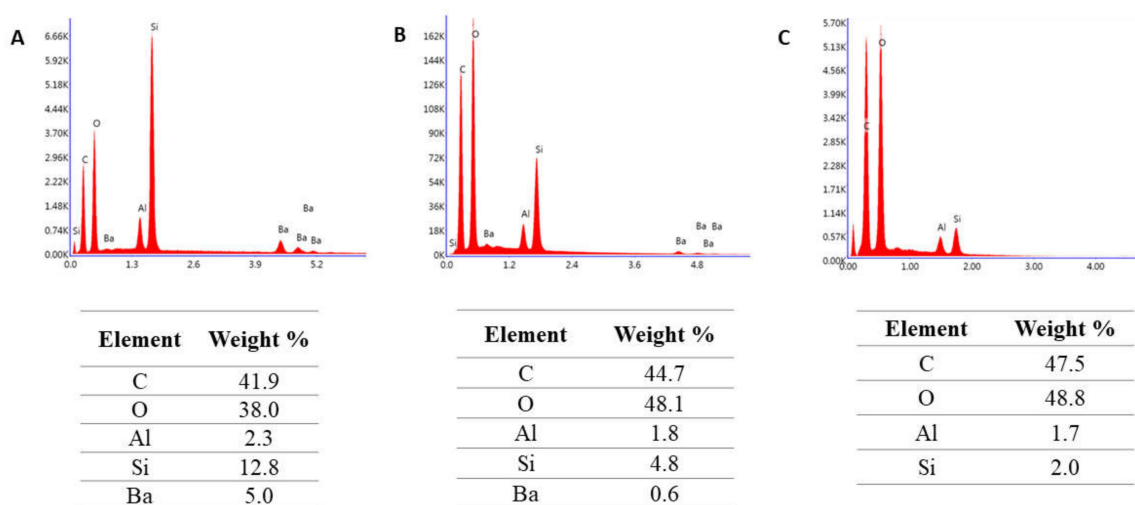 A
6.66K
5.92K
5.18K
4.44K
3.70K
2.96K
2.22K
1.48K
0.74K
0.00K
Si
C
O
Ba
Al
Si
Ba
Ba
Ba
Ba
0.0 1.3 2.6 3.9 5.2
Element Weight %
C 41.9
O 38.0
Al 2.3
Si 12.8
Ba 5.0
B
162K
144K
126K
108K
90K
72K
54K
36K
18K
0K
Si
C
O
Ba
Al
Si
Ba
Ba Ba
Ba
0.0 1.2 2.4 3.6 4.8
Element Weight %
C 44.7
O 48.1
Al 1.8
Si 4.8
Ba 0.6
C
5.70K
5.13K
4.56K
3.99K
3.42K
2.85K
2.28K
1.71K
1.14K
0.57K
0.00K
C
O
Al
Si
0.00 1.00 2.00 3.00 4.00
Element Weight %
C 47.5
O 48.8
Al 1.7
Si 2.0